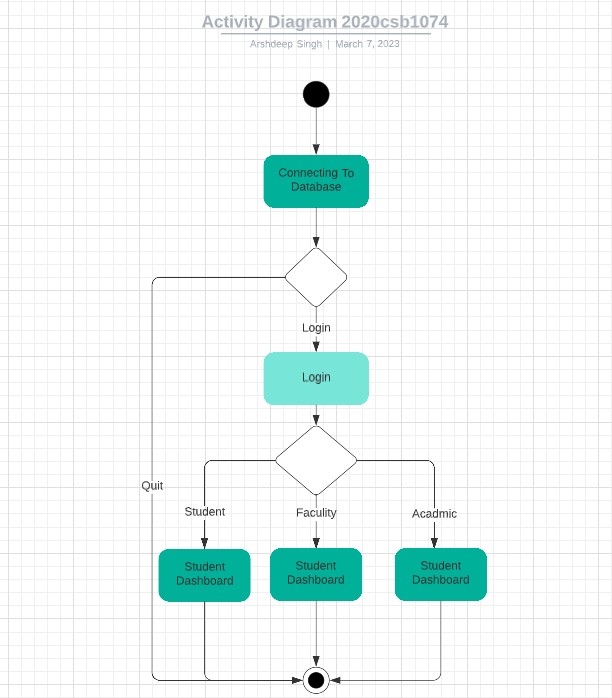 Activity Diagram 2020csb1074
Arshdeep Singh | March 7, 2023
Connecting To
Database
Login
Login
Quit
Student
Faculity
Acadmic
Student
Dashboard
Student
Dashboard
Student
Dashboard